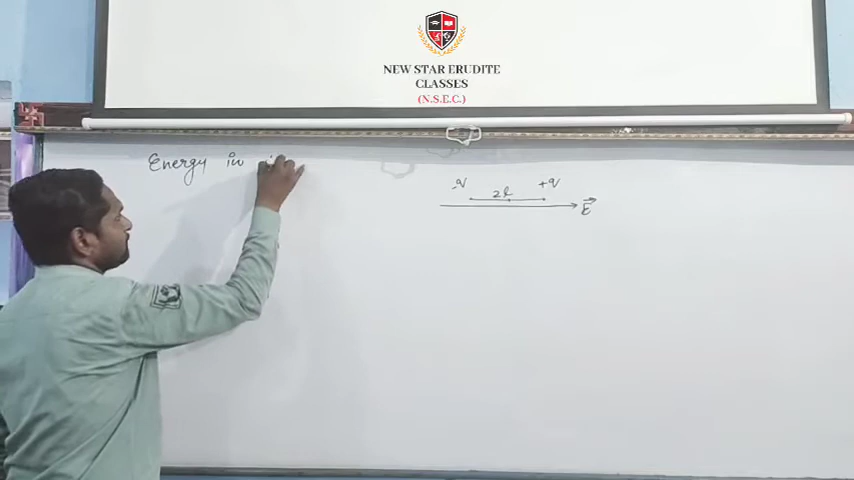 NEW STAR ERUDITE
CLASSES
(N.S.E.C.)
Energy in
-q 2l +q
E⃗